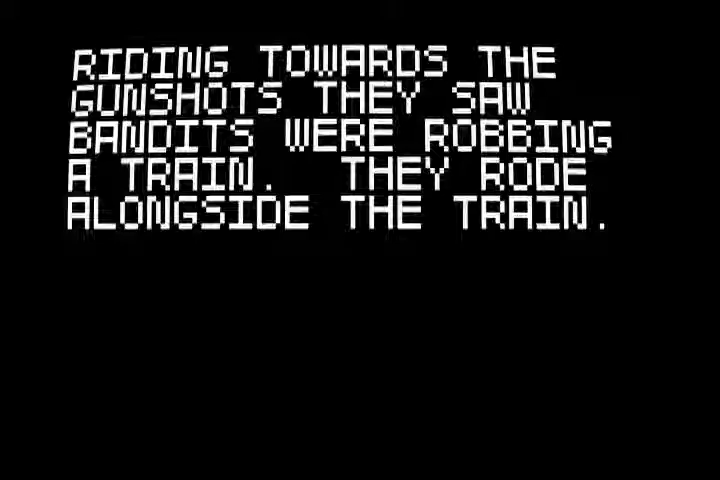 RIDING TOWARDS THE
GUNSHOTS THEY SAW
BANDITS WERE ROBBING
A TRAIN.  THEY RODE
ALONGSIDE THE TRAIN.